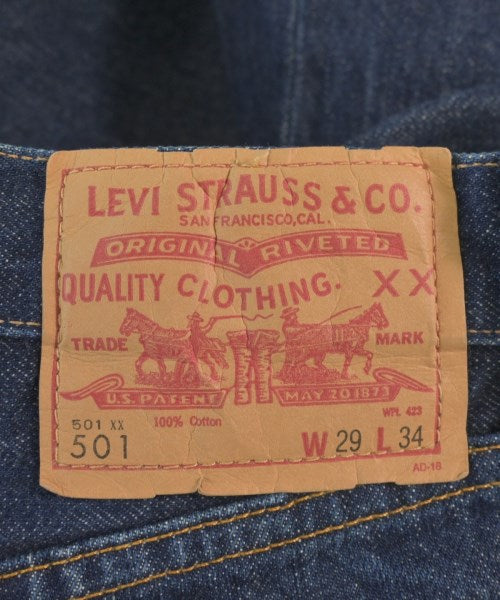 LEVI STRAUSS & CO.
SAN FRANCISCO, CAL.
ORIGINAL RIVETED
QUALITY CLOTHING. XX
TRADE MARK
U.S. PATENT MAY 20 1873
501 XX 100% Cotton WPL 423
501 W 29 L 34
AD-18